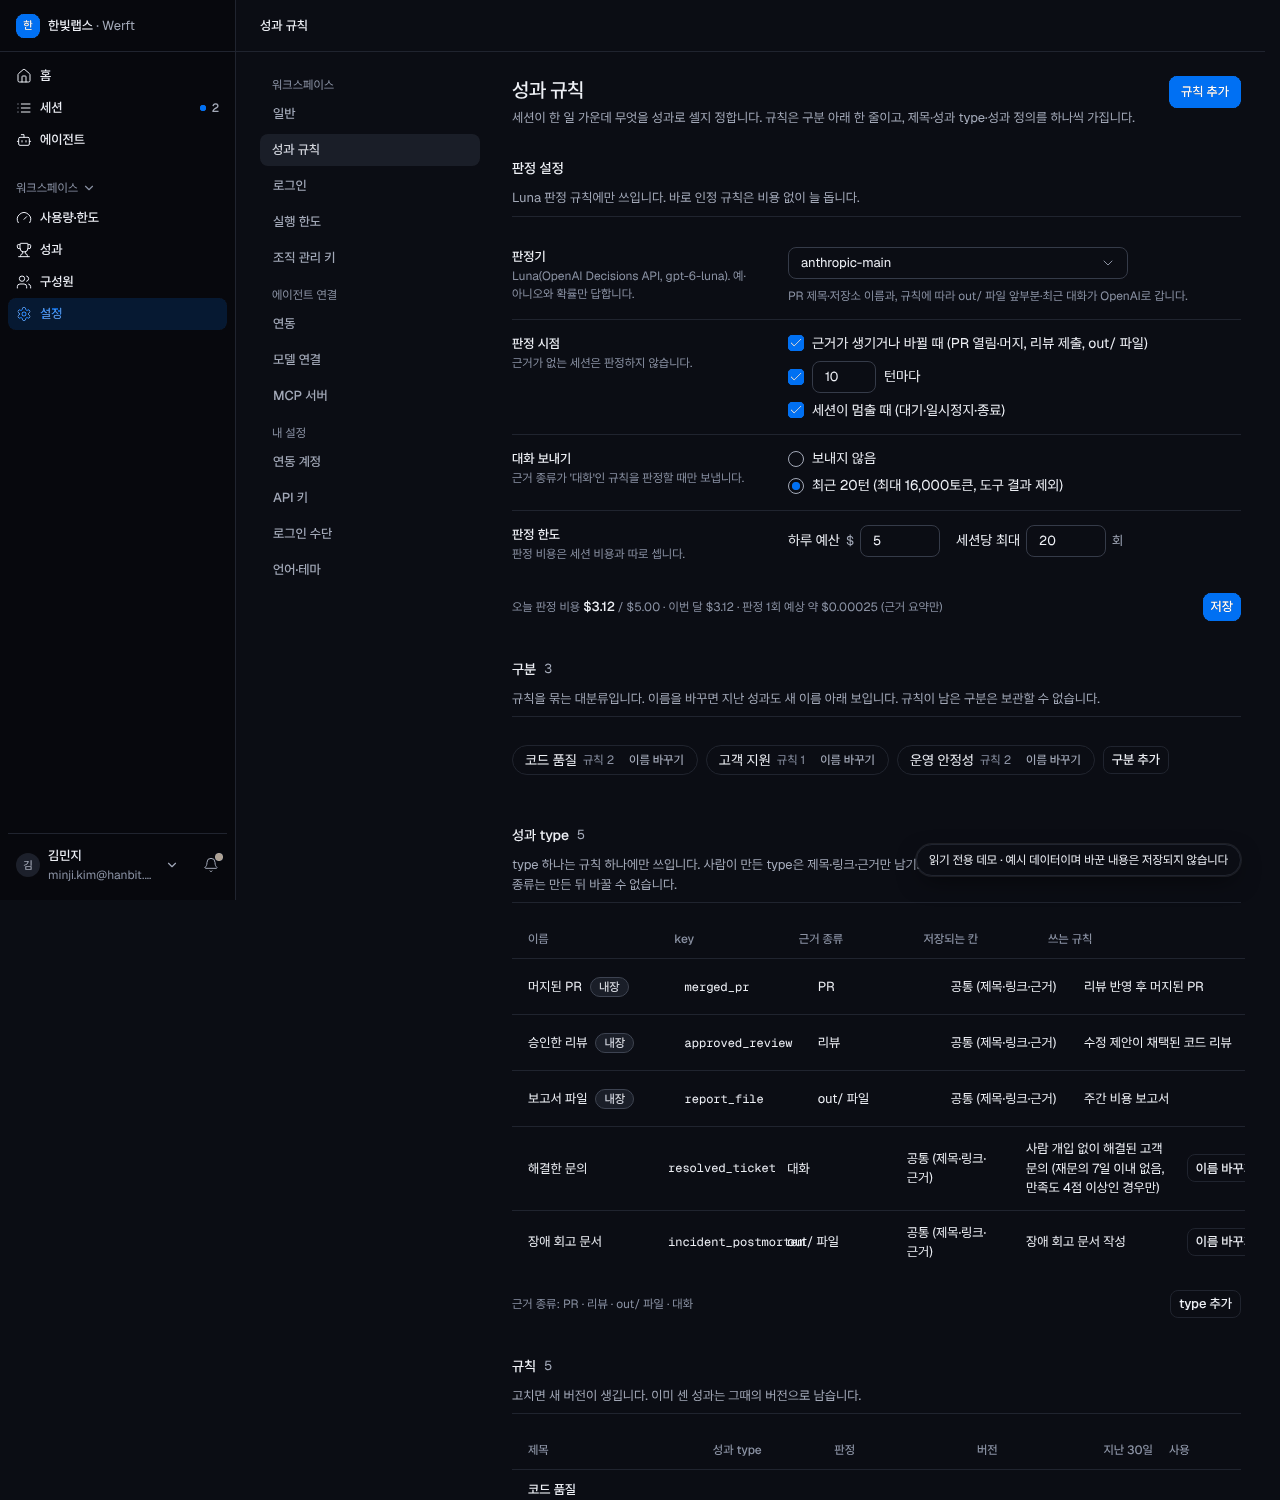 한 한빛랩스 · Werft
홈
세션 2
에이전트
워크스페이스
사용량·한도
성과
구성원
설정
김 김민지
minji.kim@hanbit....
성과 규칙
워크스페이스
일반
성과 규칙
로그인
실행 한도
조직 관리 키
에이전트 연결
연동
모델 연결
MCP 서버
내 설정
연동 계정
API 키
로그인 수단
언어·테마
성과 규칙
규칙 추가
세션이 한 일 가운데 무엇을 성과로 셀지 정합니다. 규칙은 구분 아래 한 줄이고, 제목·성과 type·성과 정의를 하나씩 가집니다.
판정 설정
Luna 판정 규칙에만 쓰입니다. 바로 인정 규칙은 비용 없이 늘 돕니다.
판정기
Luna(OpenAI Decisions API, gpt-6-luna). 예·
아니오와 확률만 답합니다.
anthropic-main
PR 제목·저장소 이름과, 규칙에 따라 out/ 파일 앞부분·최근 대화가 OpenAI로 갑니다.
판정 시점
근거가 없는 세션은 판정하지 않습니다.
근거가 생기거나 바뀔 때 (PR 열림·머지, 리뷰 제출, out/ 파일)
10 턴마다
세션이 멈출 때 (대기·일시정지·종료)
대화 보내기
근거 종류가 '대화'인 규칙을 판정할 때만 보냅니다.
보내지 않음
최근 20턴 (최대 16,000토큰, 도구 결과 제외)
판정 한도
판정 비용은 세션 비용과 따로 셉니다.
하루 예산 $ 5 세션당 최대 20 회
오늘 판정 비용 $3.12 / $5.00 · 이번 달 $3.12 · 판정 1회 예상 약 $0.00025 (근거 요약만)
저장
구분 3
규칙을 묶는 대분류입니다. 이름을 바꾸면 지난 성과도 새 이름 아래 보입니다. 규칙이 남은 구분은 보관할 수 없습니다.
코드 품질 규칙 2 이름 바꾸기 고객 지원 규칙 1 이름 바꾸기 운영 안정성 규칙 2 이름 바꾸기 구분 추가
성과 type 5
type 하나는 규칙 하나에만 쓰입니다. 사람이 만든 type은 제목·링크·근거만 남기
종류는 만든 뒤 바꿀 수 없습니다.
읽기 전용 데모 · 예시 데이터이며 바꾼 내용은 저장되지 않습니다
이름 key 근거 종류 저장되는 칸 쓰는 규칙
머지된 PR 내장 merged_pr PR 공통 (제목·링크·근거) 리뷰 반영 후 머지된 PR
승인한 리뷰 내장 approved_review 리뷰 공통 (제목·링크·근거) 수정 제안이 채택된 코드 리뷰
보고서 파일 내장 report_file out/ 파일 공통 (제목·링크·근거) 주간 비용 보고서
해결한 문의 resolved_ticket 대화 공통 (제목·링크·
근거)
사람 개입 없이 해결된 고객
문의 (재문의 7일 이내 없음,
만족도 4점 이상인 경우만)
이름 바꾸
장애 회고 문서 incident_postmortem out/ 파일 공통 (제목·링크·
근거)
장애 회고 문서 작성 이름 바꾸
근거 종류: PR · 리뷰 · out/ 파일 · 대화
type 추가
규칙 5
고치면 새 버전이 생깁니다. 이미 센 성과는 그때의 버전으로 남습니다.
제목 성과 type 판정 버전 지난 30일 사용
코드 품질